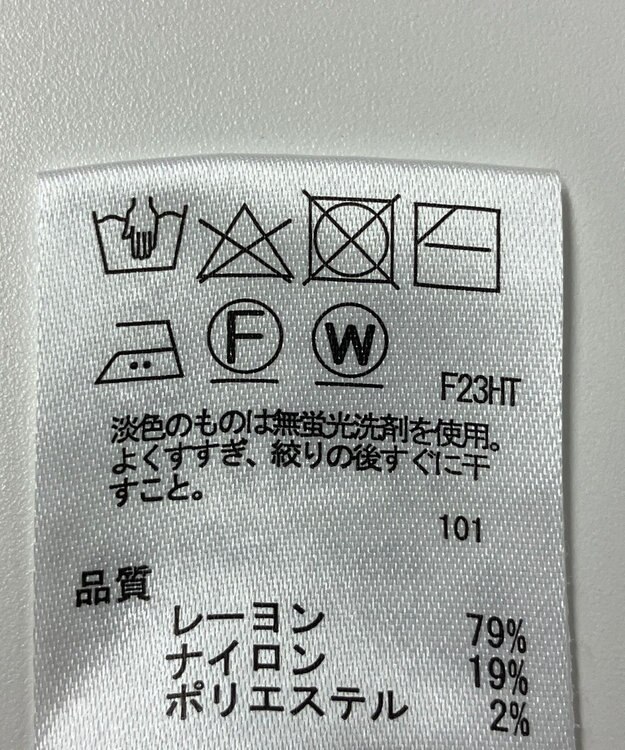 F
W
F23HT
淡色のものは無蛍光洗剤を使用。
よくすすぎ、絞りの後すぐに干
すこと。
101
品質
レーヨン 79%
ナイロン 19%
ポリエステル 2%